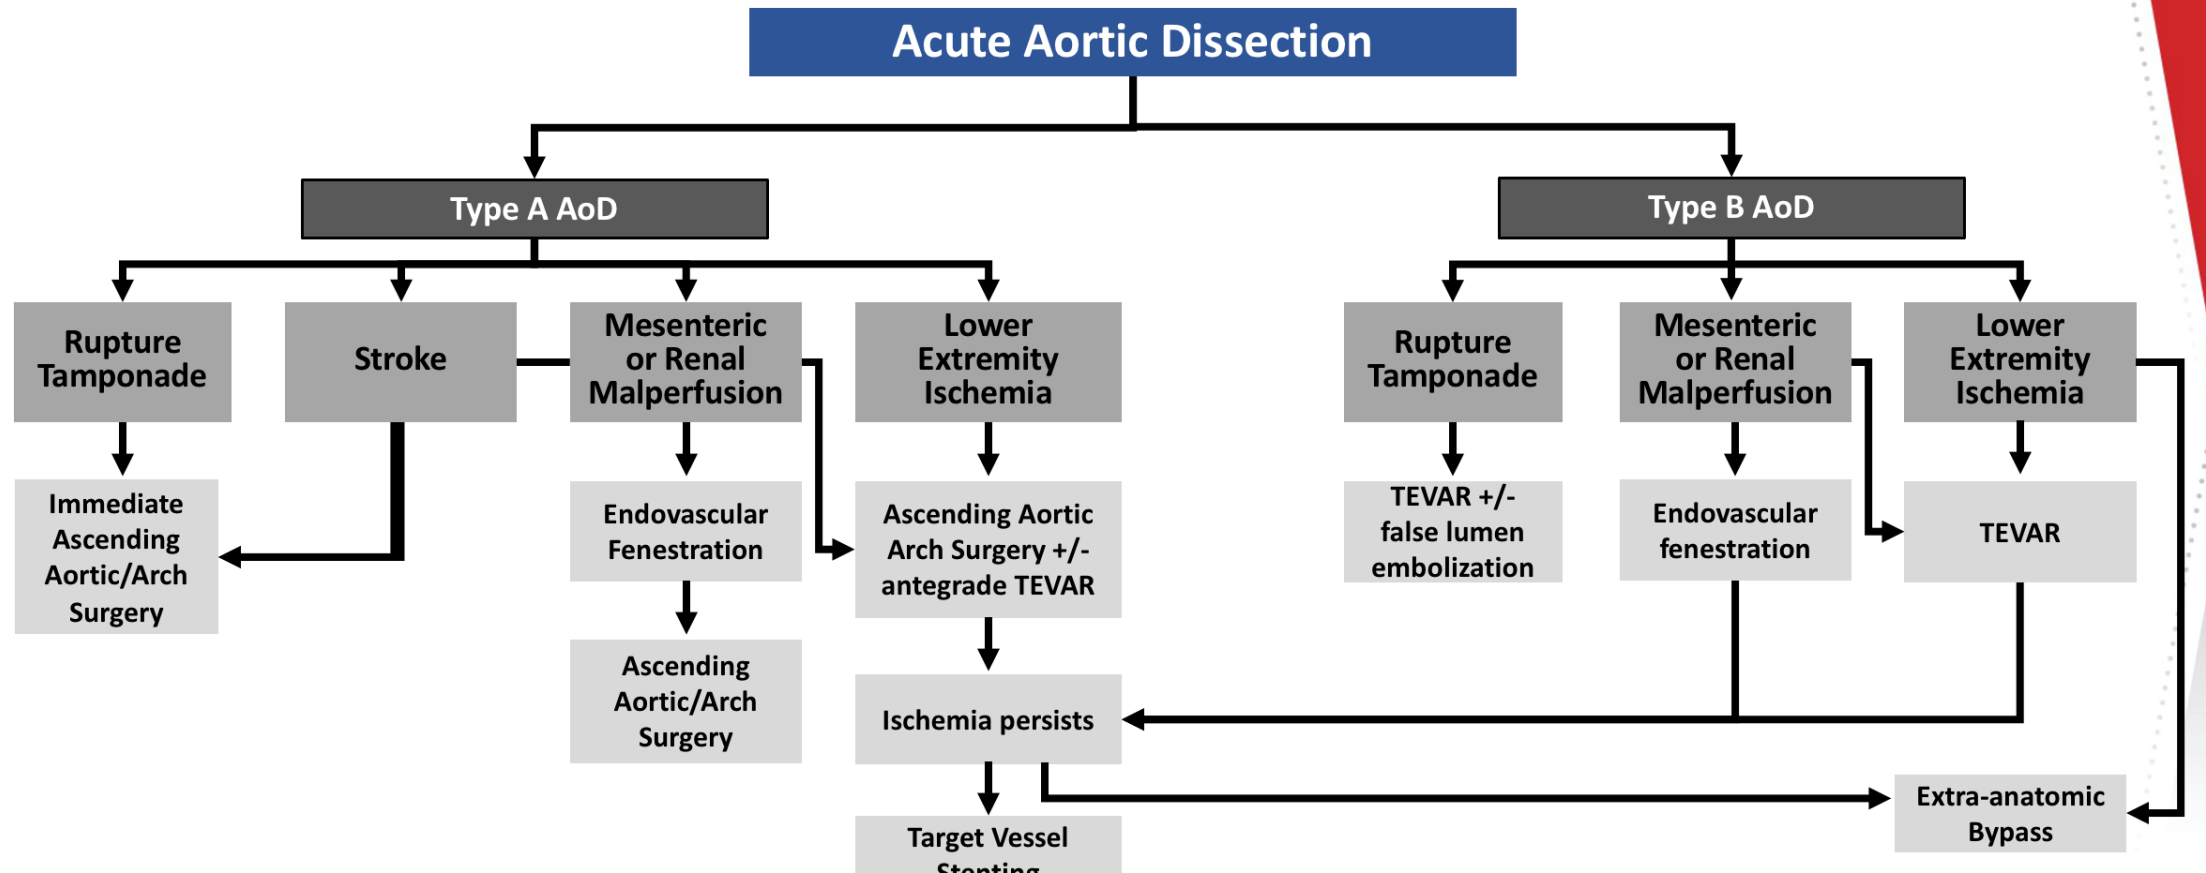 Acute Aortic Dissection
Type A AoD
Type B AoD
Rupture
Tamponade
Stroke
Mesenteric
or Renal
Malperfusion
Lower
Extremity
Ischemia
Rupture
Tamponade
Mesenteric
or Renal
Malperfusion
Lower
Extremity
Ischemia
Immediate
Ascending
Aortic/Arch
Surgery
Endovascular
Fenestration
Ascending Aortic
Arch Surgery +/-
antegrade TEVAR
TEVAR +/-
false lumen
embolization
Endovascular
fenestration
TEVAR
Ascending
Aortic/Arch
Surgery
Ischemia persists
Extra-anatomic
Bypass
Target Vessel
Stenting